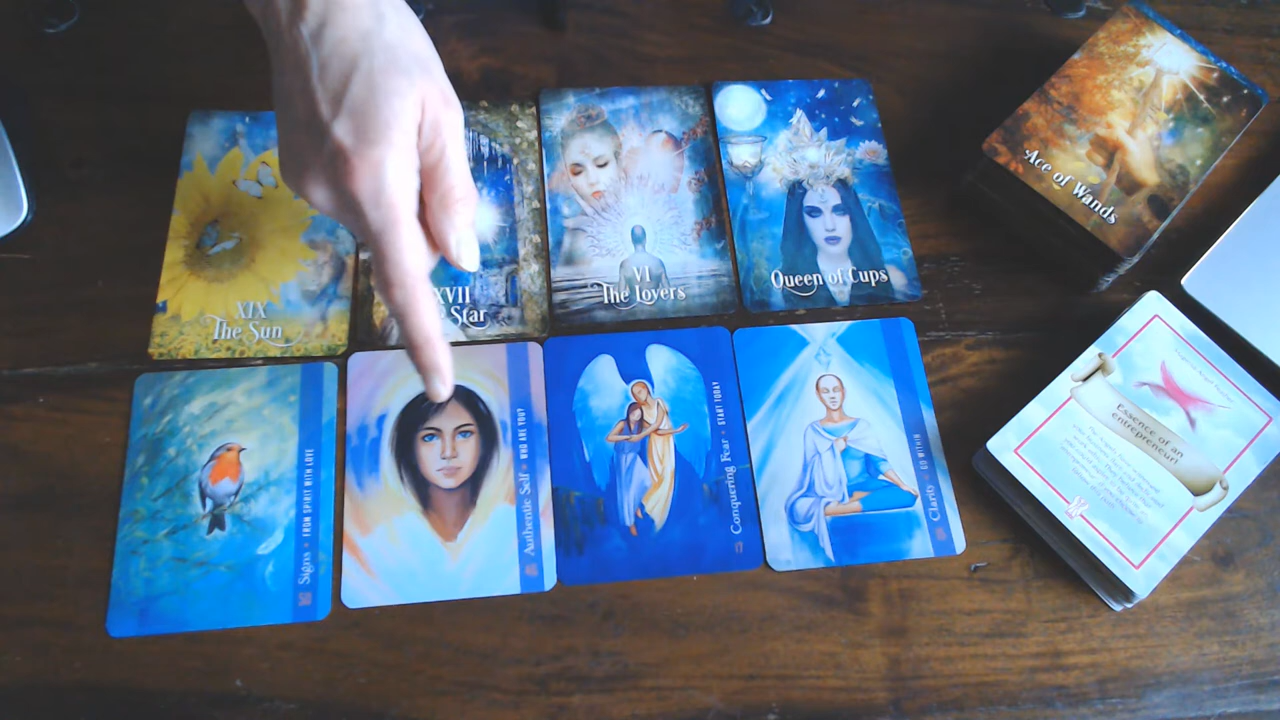 XIX
The Sun
XVII
Star
VI
The Lovers
Queen of Cups
Ace of Wands
Signs • FROM SPIRIT WITH LOVE
Authentic Self • WHO ARE YOU?
Conquering Fear • START TODAY
Clarity • GO WITHIN
Essence of an
entrepreneur!